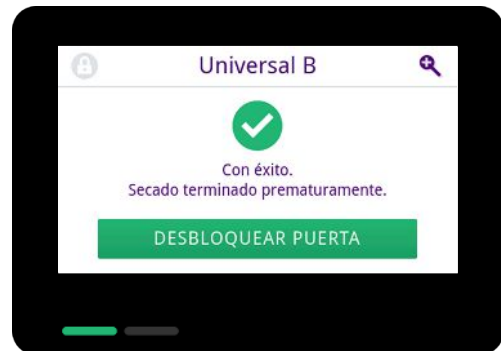 Universal B
Con éxito.
Secado terminado prematuramente.
DESBLOQUEAR PUERTA